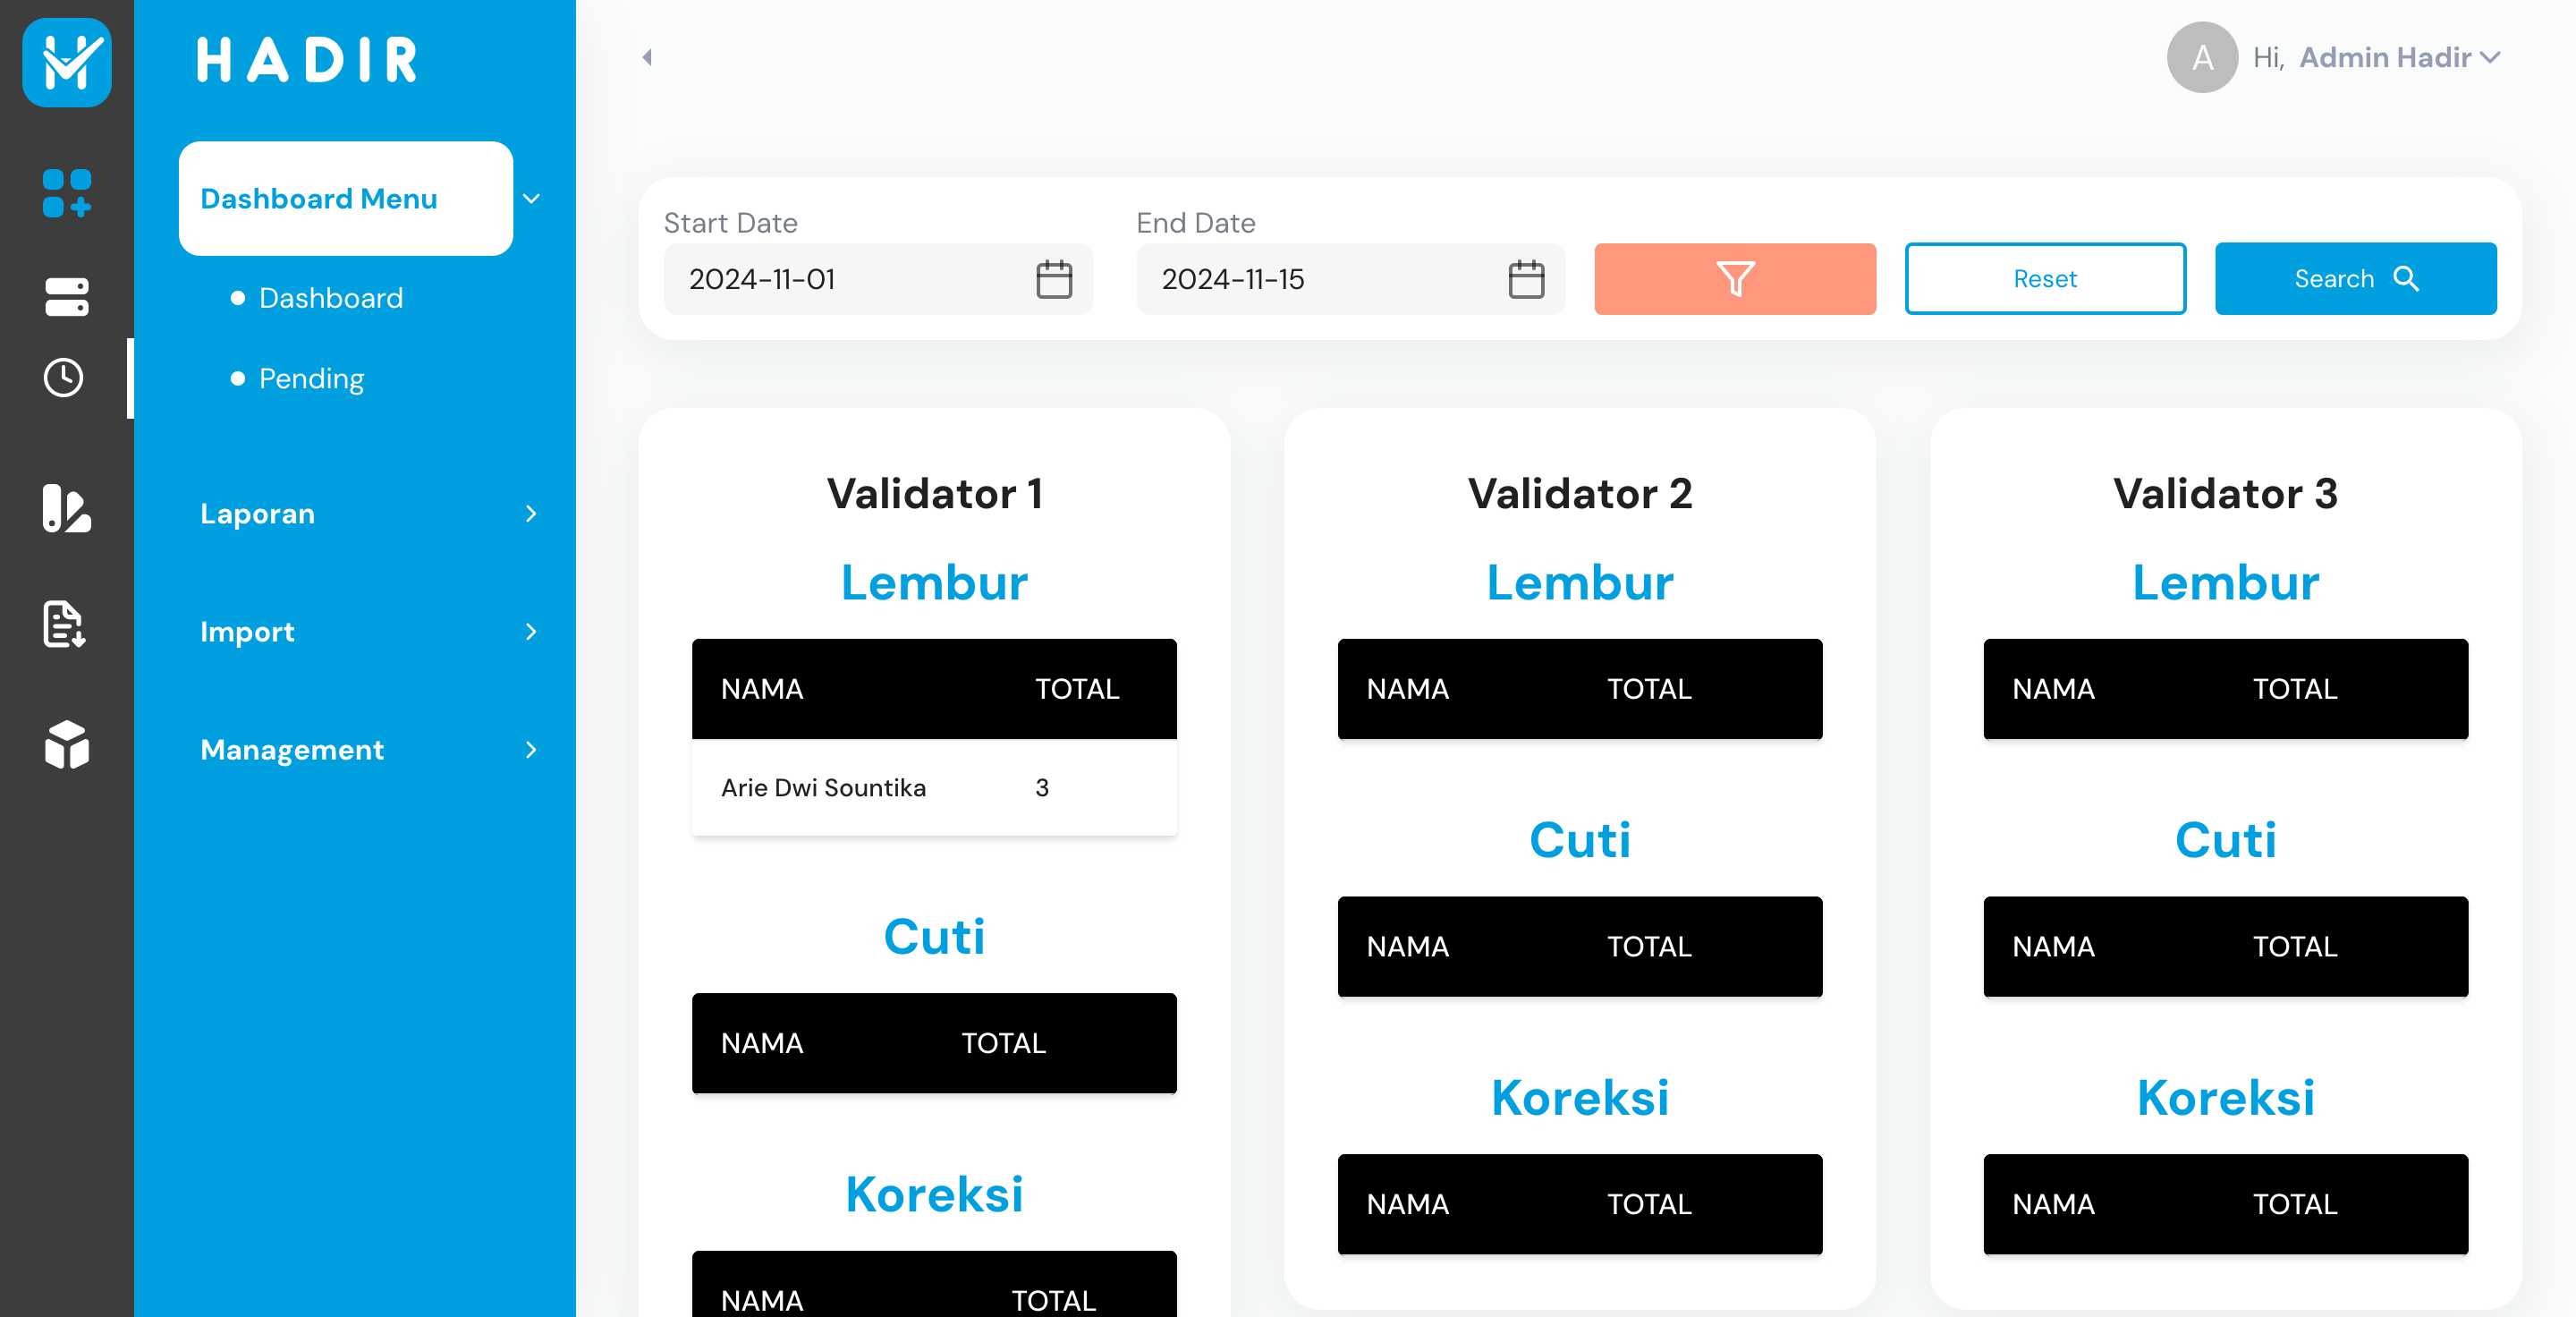 HADIR
Dashboard Menu
Dashboard
Pending
Laporan
Import
Management
A Hi, Admin Hadir
Start Date
2024-11-01
End Date
2024-11-15
Reset
Search
Validator 1
Lembur
NAMA TOTAL
Arie Dwi Sountika 3
Cuti
NAMA TOTAL
Koreksi
NAMA TOTAL
Validator 2
Lembur
NAMA TOTAL
Cuti
NAMA TOTAL
Koreksi
NAMA TOTAL
Validator 3
Lembur
NAMA TOTAL
Cuti
NAMA TOTAL
Koreksi
NAMA TOTAL